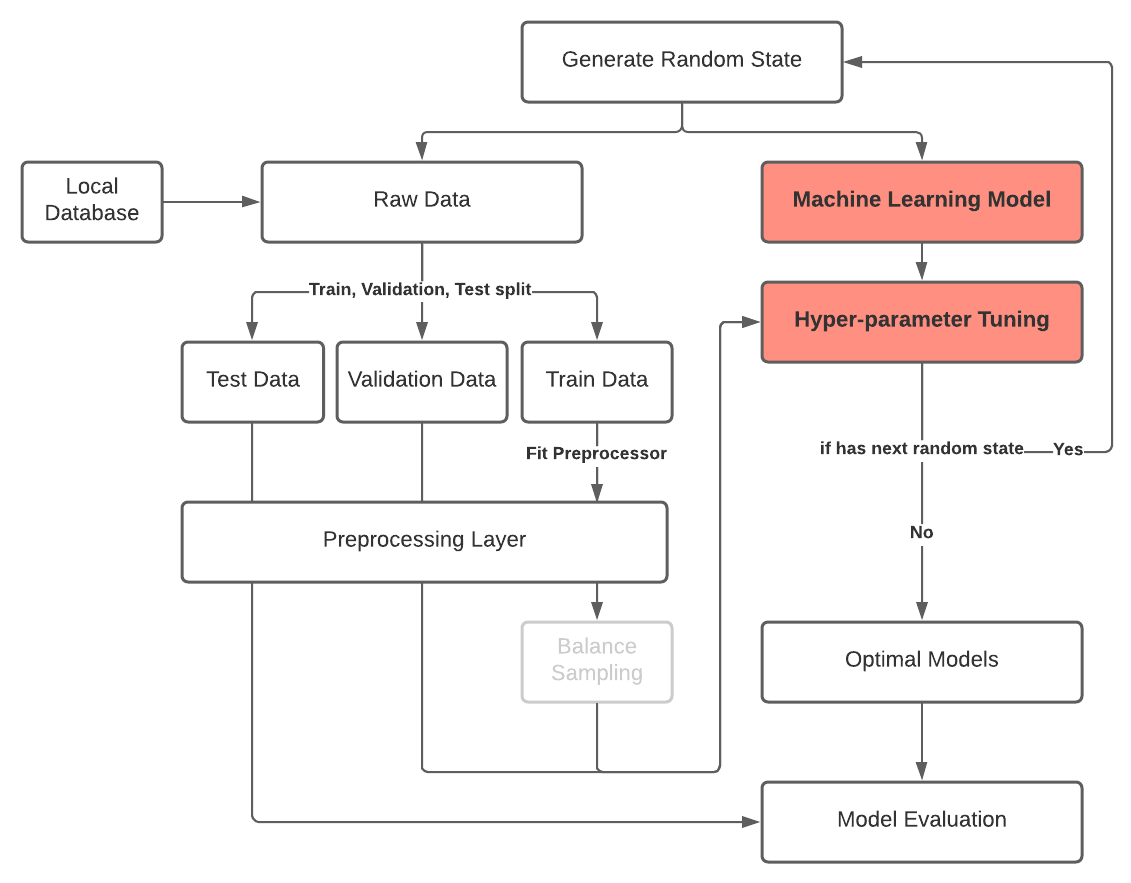 Generate Random State
Local
Database
Raw Data
Machine Learning Model
Train, Validation, Test split
Hyper-parameter Tuning
Test Data
Validation Data
Train Data
Fit Preprocessor
if has next random state
Yes
Preprocessing Layer
No
Balance
Sampling
Optimal Models
Model Evaluation